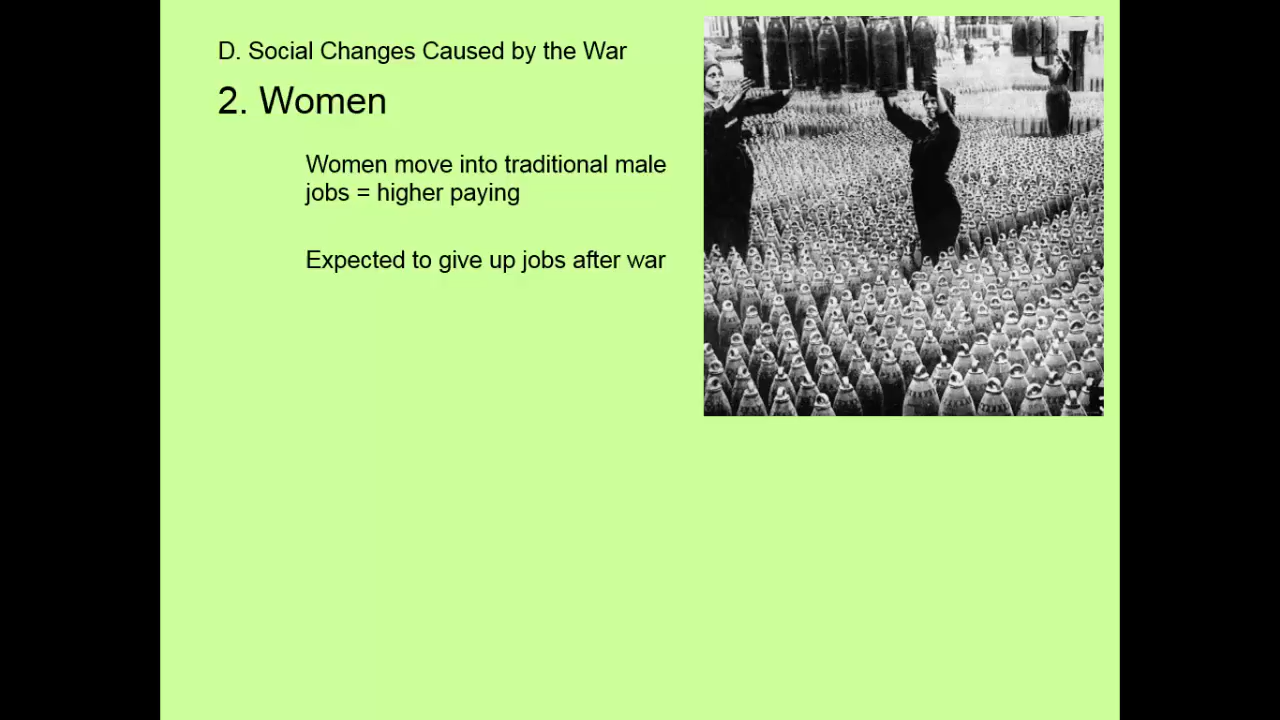 D. Social Changes Caused by the War
2. Women
Women move into traditional male
jobs = higher paying
Expected to give up jobs after war